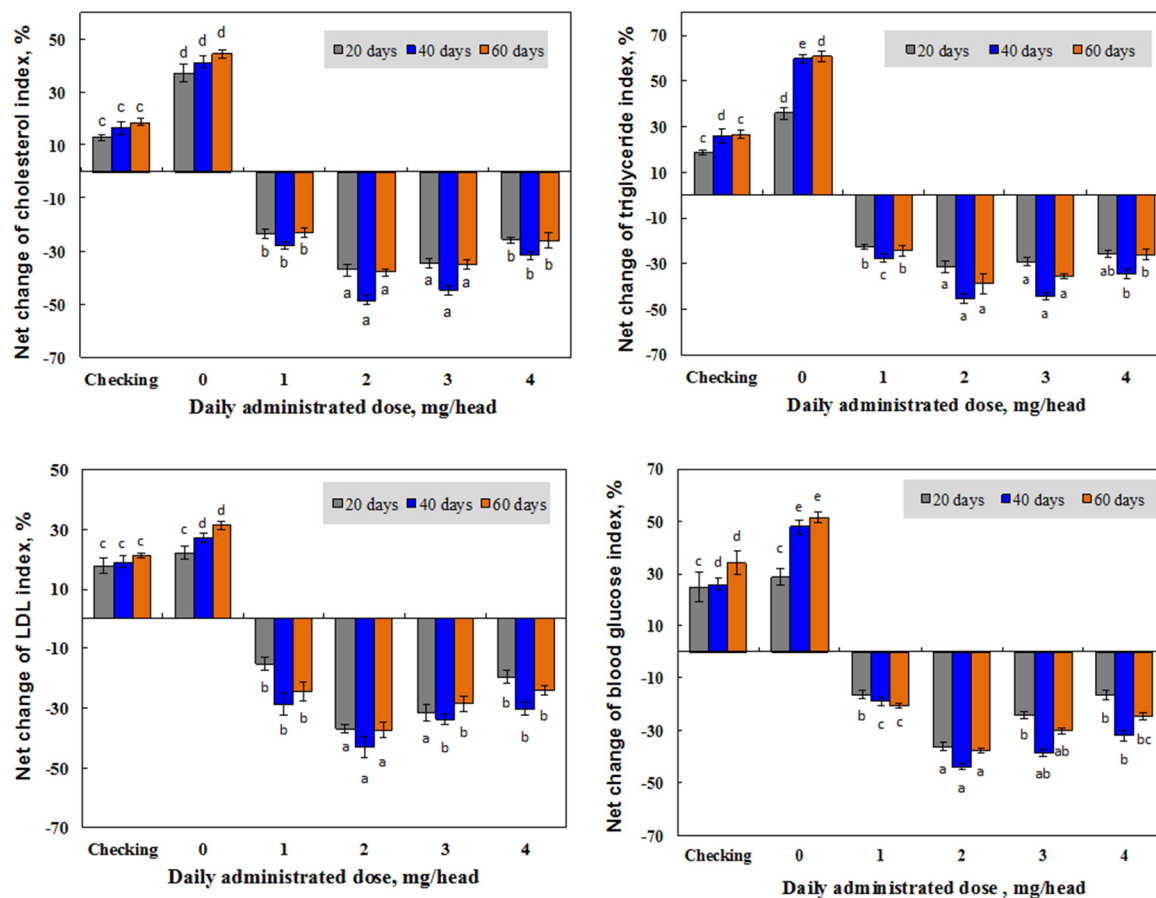 Net change of cholesterol index, %
50
30
10
-10
-30
-50
-70
20 days 40 days 60 days
c c c d d d
b b b a a a a a a b b b
Checking 0 1 2 3 4
Daily administrated dose, mg/head
Net change of triglyceride index, %
70
50
30
10
-10
-30
-50
-70
20 days 40 days 60 days
c d c d e d
b c b a a a a a a ab b b
Checking 0 1 2 3 4
Daily administrated dose, mg/head
Net change of LDL index, %
50
30
10
-10
-30
-50
-70
20 days 40 days 60 days
c c c c d d
b b b a a a a b b b b b
Checking 0 1 2 3 4
Daily administrated dose, mg/head
Net change of blood glucose index, %
70
50
30
10
-10
-30
-50
-70
20 days 40 days 60 days
c d d c e e
b c c a a a b ab ab b b bc
Checking 0 1 2 3 4
Daily administrated dose , mg/head